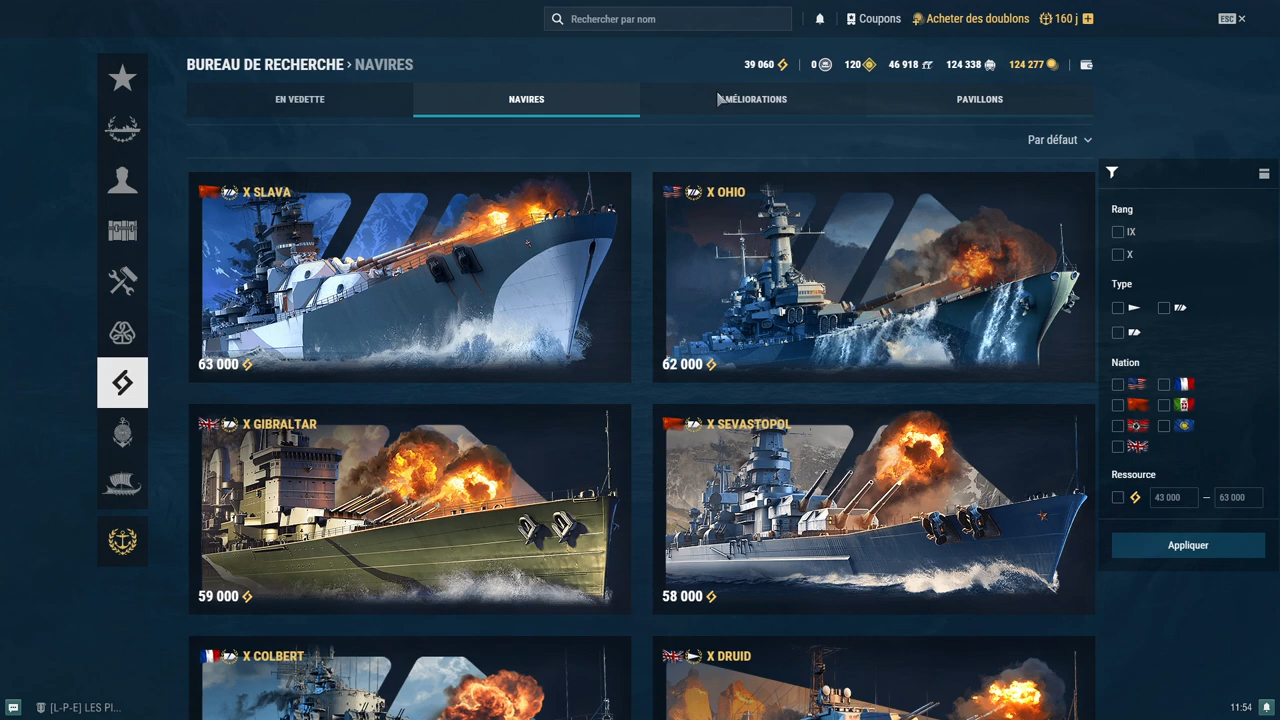 Rechercher par nom
Coupons
Acheter des doublons
160 j
ESC
BUREAU DE RECHERCHE > NAVIRES
39 060
0
120
46 918
124 338
124 277
EN VEDETTE
NAVIRES
AMÉLIORATIONS
PAVILLONS
Par défaut
X SLAVA
63 000
X OHIO
62 000
X GIBRALTAR
59 000
X SEVASTOPOL
58 000
X COLBERT
X DRUID
Rang
IX
X
Type
Nation
Ressource
43 000 — 63 000
Appliquer
[L-P-E] LES PI...
11:54